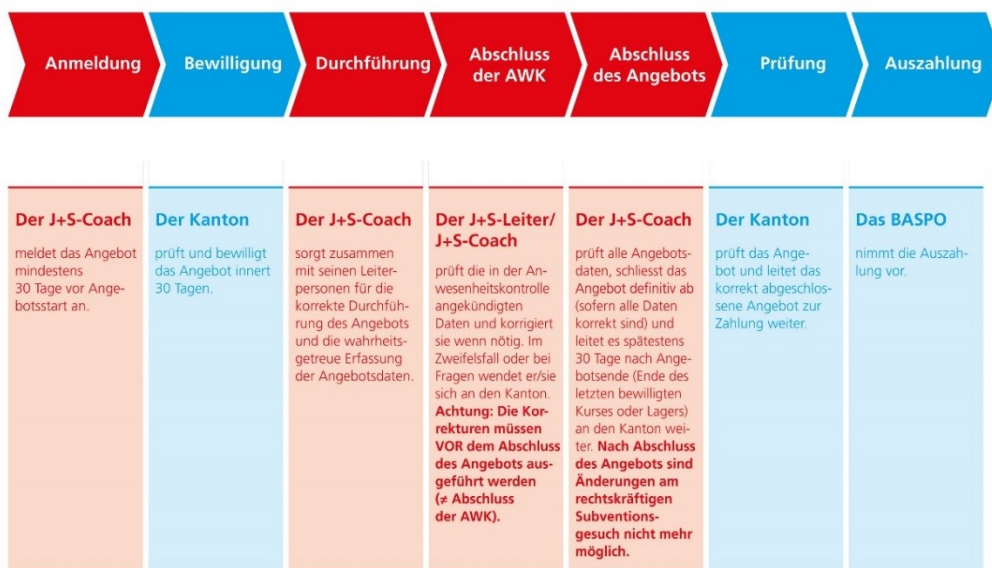 Anmeldung
Bewilligung
Durchführung
Abschluss
der AWK
Abschluss
des Angebots
Prüfung
Auszahlung
Der J+S-Coach
meldet das Angebot
mindestens
30 Tage vor Ange-
botsstart an.
Der Kanton
prüft und bewilligt
das Angebot innert
30 Tagen.
Der J+S-Coach
sorgt zusammen
mit seinen Leiter-
personen für die
korrekte Durchfüh-
rung des Angebots
und die wahrheits-
getreue Erfassung
der Angebotsdaten.
Der J+S-Leiter/
J+S-Coach
prüft die in der An-
wesenheitskontrolle
angekündigten
Daten und korrigiert
sie wenn nötig. Im
Zweifelsfall oder bei
Fragen wendet er/sie
sich an den Kanton.
Achtung: Die Kor-
rekturen müssen
VOR dem Abschluss
des Angebots aus-
geführt werden
(≠ Abschluss
der AWK).
Der J+S-Coach
prüft alle Angebots-
daten, schliesst das
Angebot definitiv ab
(sofern alle Daten
korrekt sind) und
leitet es spätestens
30 Tage nach Ange-
botsende (Ende des
letzten bewilligten
Kurses oder Lagers)
an den Kanton wei-
ter. Nach Abschluss
des Angebots sind
Änderungen am
rechtskräftigen
Subventions-
gesuch nicht mehr
möglich.
Der Kanton
prüft das Ange-
bot und leitet das
korrekt abgeschlos-
sene Angebot zur
Zahlung weiter.
Das BASPO
nimmt die Auszah-
lung vor.